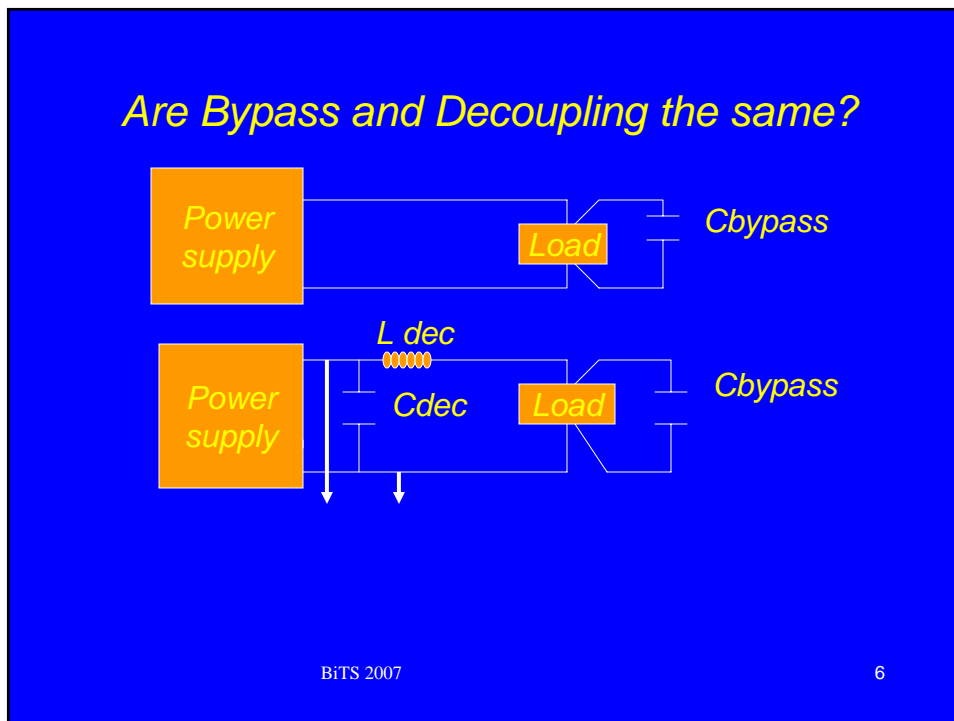 Are Bypass and Decoupling the same?
Power
supply
Load
Cbypass
L dec
Power
supply
Cdec
Load
Cbypass
BiTS 2007
6